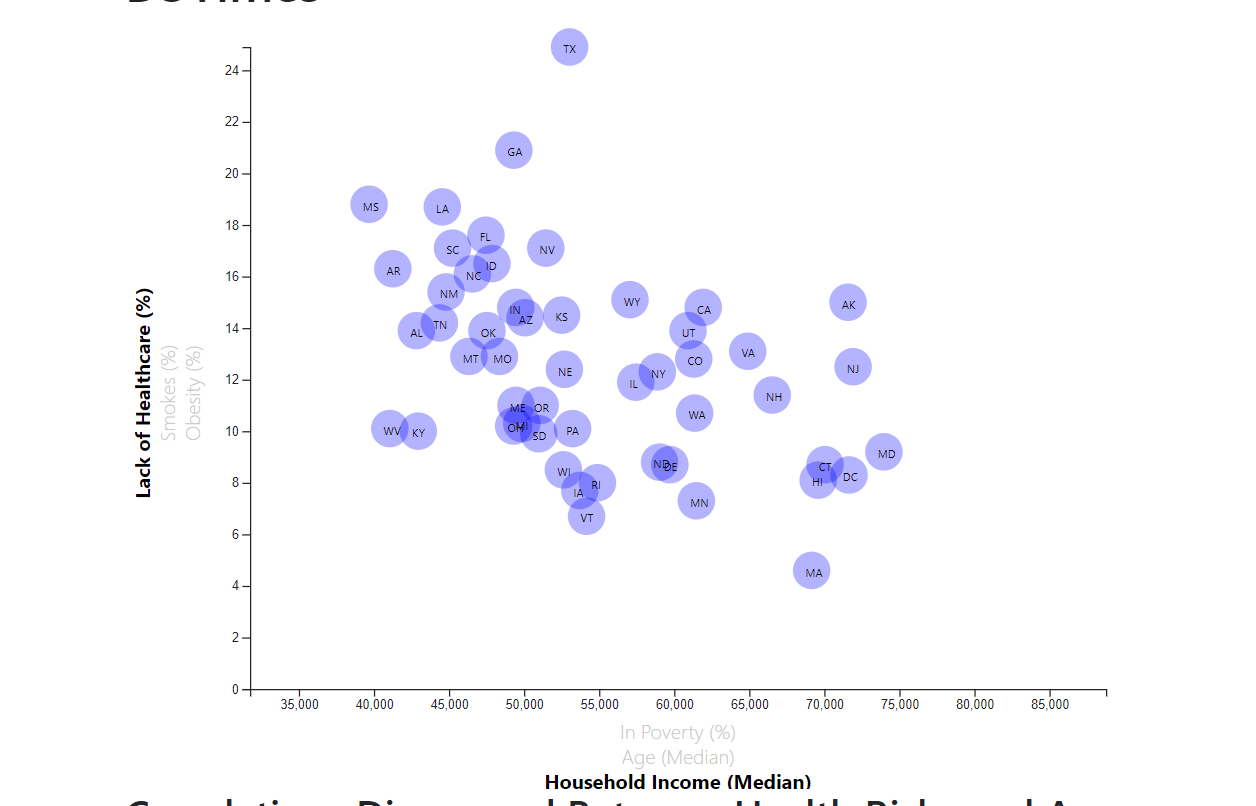 TX
24
22
GA
20
MS
LA
18
FL
SC
NV
ID
AR
NC
16
NM
WY
AK
IN
CA
AZ
KS
TN
14
AL
OK
UT
VA
MT
MO
CO
NE
NY
NJ
12
IL
NH
ME
OR
WA
10
WV
KY
OH
MI
SD
PA
MD
ND
DE
CT
WI
DC
HI
RI
8
IA
MN
VT
6
MA
4
2
0
35,000 40,000 45,000 50,000 55,000 60,000 65,000 70,000 75,000 80,000 85,000
Lack of Healthcare (%)
Smokes (%)
Obesity (%)
In Poverty (%)
Age (Median)
Household Income (Median)